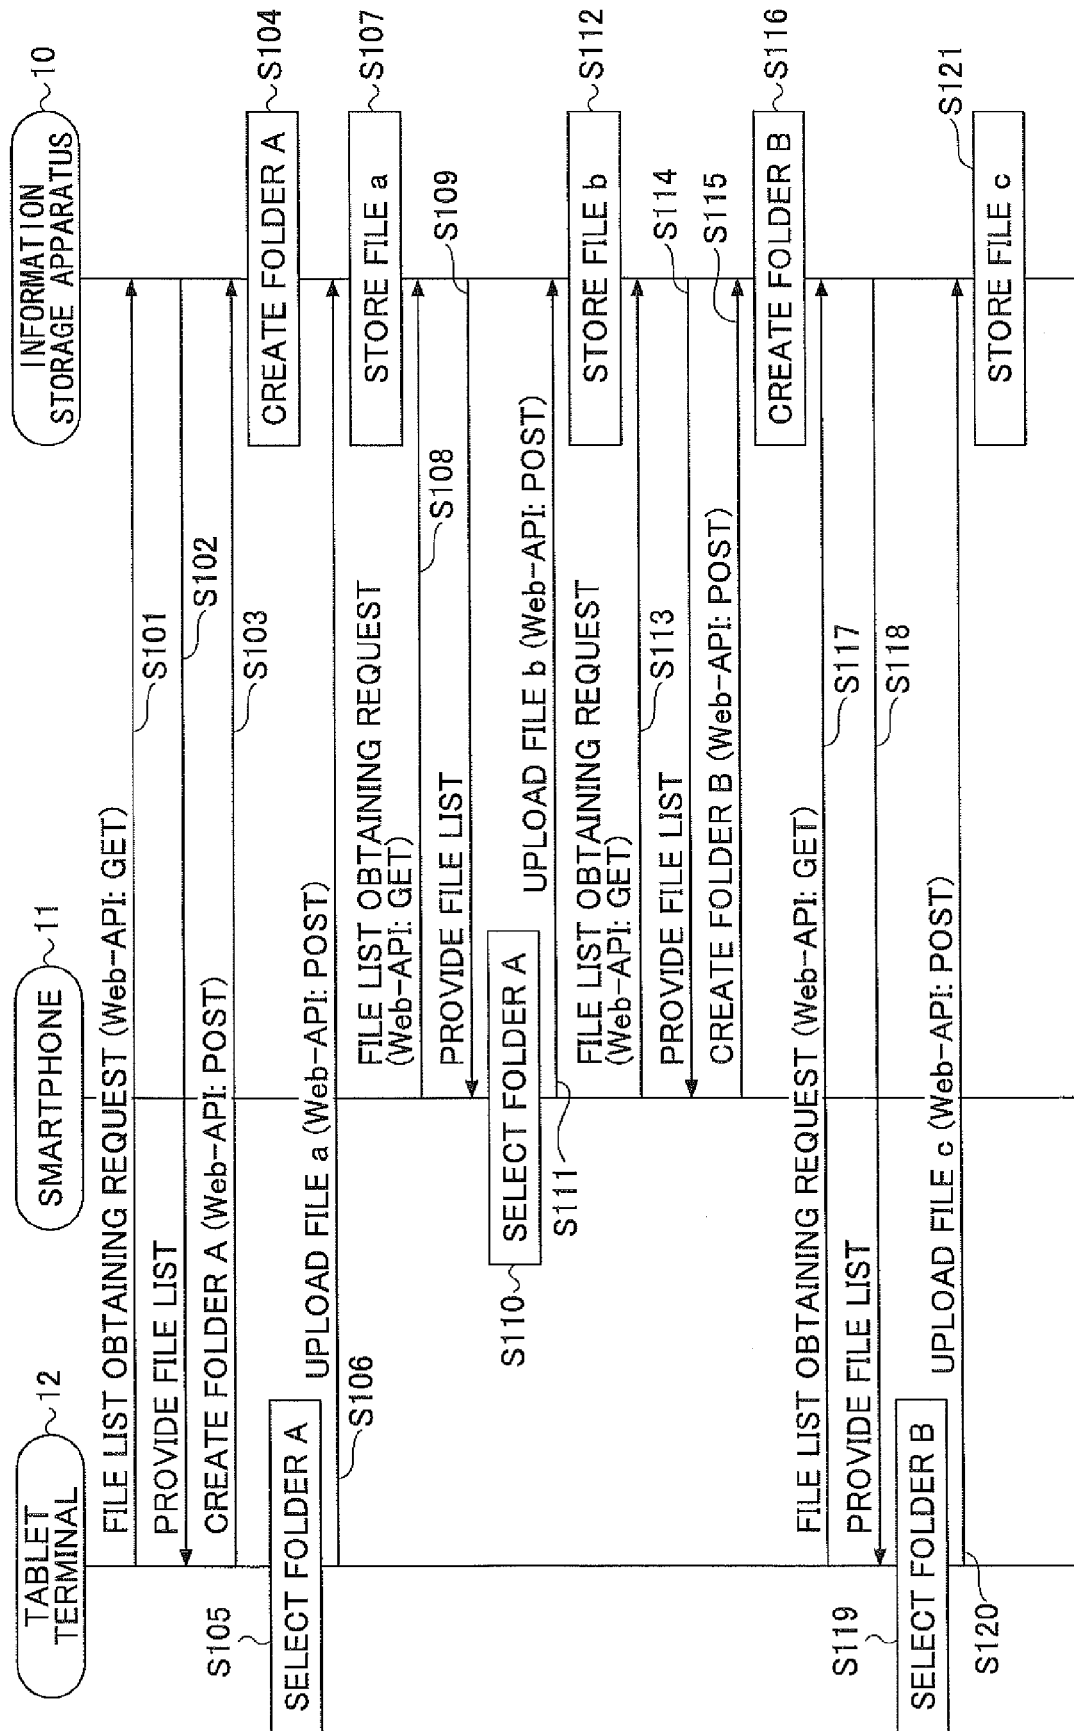 TABLET
TERMINAL
12
SMARTPHONE
11
INFORMATION
STORAGE APPARATUS
10
FILE LIST OBTAINING REQUEST (Web-API: GET)
S101
PROVIDE FILE LIST
S102
CREATE FOLDER A (Web-API: POST)
S103
CREATE FOLDER A
S104
S105
SELECT FOLDER A
UPLOAD FILE a (Web-API: POST)
S106
STORE FILE a
S107
FILE LIST OBTAINING REQUEST
(Web-API: GET)
S108
PROVIDE FILE LIST
S109
S110
SELECT FOLDER A
UPLOAD FILE b (Web-API: POST)
S111
STORE FILE b
S112
FILE LIST OBTAINING REQUEST
(Web-API: GET)
S113
PROVIDE FILE LIST
S114
CREATE FOLDER B (Web-API: POST)
S115
CREATE FOLDER B
S116
FILE LIST OBTAINING REQUEST (Web-API: GET)
S117
PROVIDE FILE LIST
S118
S119
SELECT FOLDER B
UPLOAD FILE c (Web-API: POST)
S120
STORE FILE c
S121